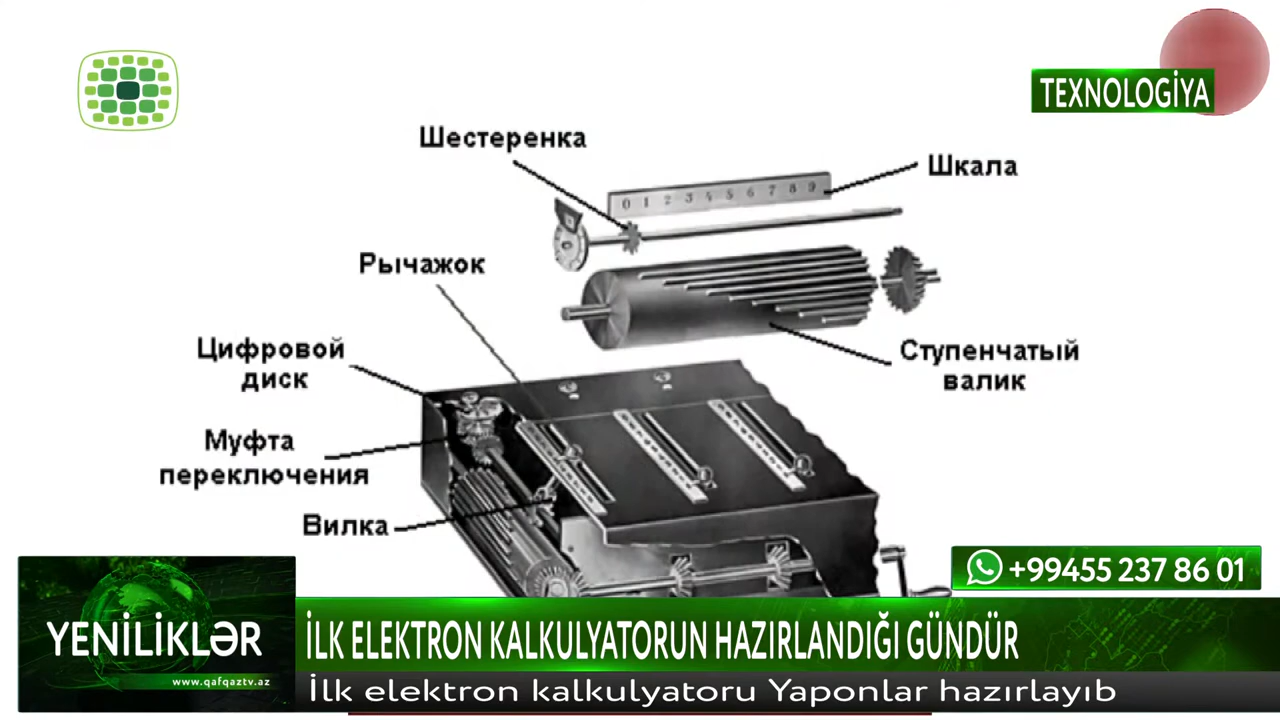 TEXNOLOGİYA
Шестеренка
Шкала
0 1 2 3 4 5 6 7 8 9
Рычажок
Цифровой
диск
Ступенчатый
валик
Муфта
переключения
Вилка
+99455 237 86 01
YENİLİKLƏR
www.qafqaztv.az
İLK ELEKTRON KALKULYATORUN HAZIRLANDIĞI GÜNDÜR
İlk elektron kalkulyatoru Yaponlar hazırlayıb